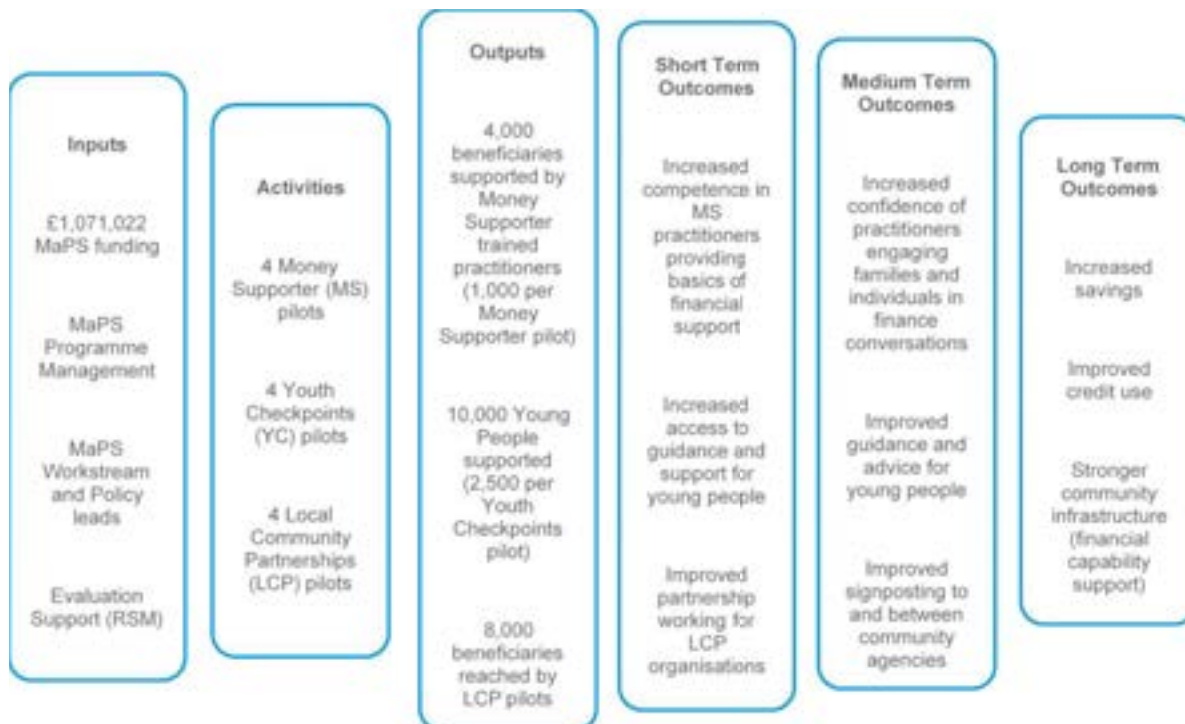 Inputs
£1,071,022
MaPS funding
MaPS
Programme
Management
MaPS
Workstream
and Policy
leads
Evaluation
Support (RSM)
Activities
4 Money
Supporter (MS)
pilots
4 Youth
Checkpoints
(YC) pilots
4 Local
Community
Partnerships
(LCP) pilots
Outputs
4,000
beneficiaries
supported by
Money
Supporter
trained
practitioners
(1,000 per
Money
Supporter pilot)
10,000 Young
People
supported
(2,500 per
Youth
Checkpoints
pilot)
8,000
beneficiaries
reached by
LCP pilots
Short Term
Outcomes
Increased
competence in
MS
practitioners
providing
basics of
financial
support
Increased
access to
guidance and
support for
young people
Improved
partnership
working for
LCP
organisations
Medium Term
Outcomes
Increased
confidence of
practitioners
engaging
families and
individuals in
finance
conversations
Improved
guidance and
advice for
young people
Improved
signposting to
and between
community
agencies
Long Term
Outcomes
Increased
savings
Improved
credit use
Stronger
community
infrastructure
(financial
capability
support)